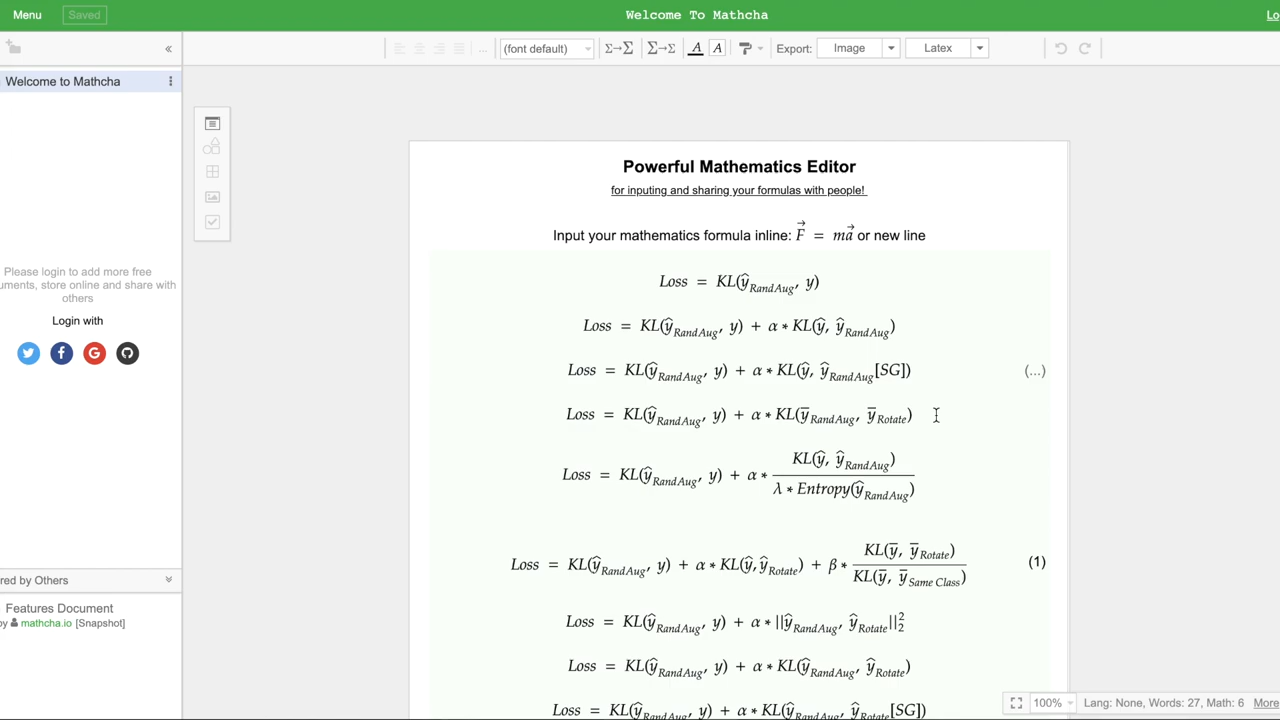 Menu Saved Welcome To Mathcha Lo
(font default) Σ→Σ Σ→Σ A A Export: Image Latex
Welcome to Mathcha
Powerful Mathematics Editor
for inputing and sharing your formulas with people!
Input your mathematics formula inline: F⃗ = ma⃗ or new line
Loss = KL(ŷ_RandAug, y)
Loss = KL(ŷ_RandAug, y) + α * KL(ŷ, ŷ_RandAug)
Loss = KL(ŷ_RandAug, y) + α * KL(ŷ, ŷ_RandAug[SG]) (...)
Loss = KL(ŷ_RandAug, y) + α * KL(ȳ_RandAug, ȳ_Rotate)
Loss = KL(ŷ_RandAug, y) + α * KL(ŷ, ŷ_RandAug) / λ * Entropy(ŷ_RandAug)
Loss = KL(ŷ_RandAug, y) + α * KL(ŷ, ŷ_Rotate) + β * KL(ȳ, ȳ_Rotate) / KL(ȳ, ȳ_Same Class) (1)
Loss = KL(ŷ_RandAug, y) + α * ||ŷ_RandAug, ŷ_Rotate||²₂
Loss = KL(ŷ_RandAug, y) + α * KL(ŷ_RandAug, ŷ_Rotate)
Loss = KL(ŷ_RandAug, y) + α * KL(ŷ_RandAug, ŷ_Rotate[SG])
Please login to add more free
uments, store online and share with
others
Login with
red by Others
Features Document
by mathcha.io [Snapshot]
100% Lang: None, Words: 27, Math: 6 More